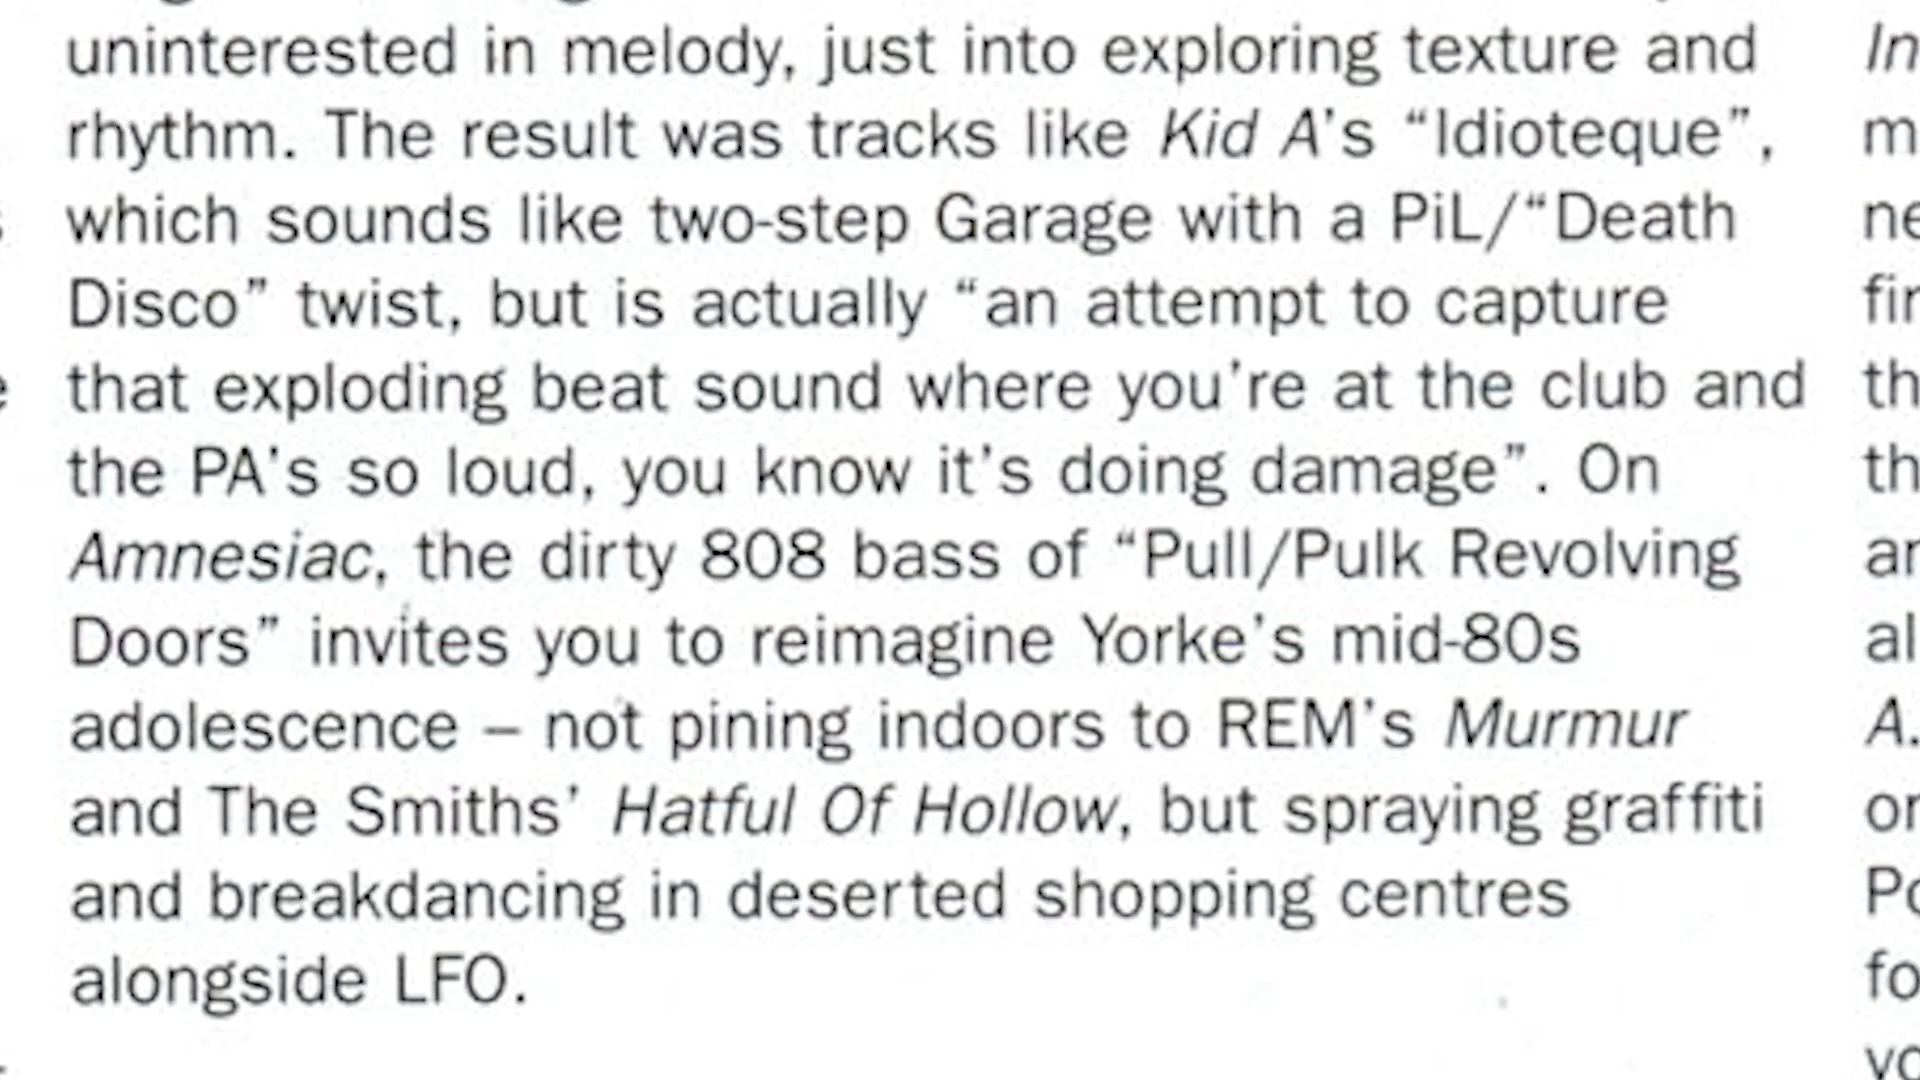 uninterested in melody, just into exploring texture and
rhythm. The result was tracks like Kid A's “Idioteque”,
which sounds like two-step Garage with a PiL/“Death
Disco” twist, but is actually “an attempt to capture
that exploding beat sound where you're at the club and
the PA's so loud, you know it's doing damage”. On
Amnesiac, the dirty 808 bass of “Pull/Pulk Revolving
Doors” invites you to reimagine Yorke's mid-80s
adolescence – not pining indoors to REM's Murmur
and The Smiths' Hatful Of Hollow, but spraying graffiti
and breakdancing in deserted shopping centres
alongside LFO.